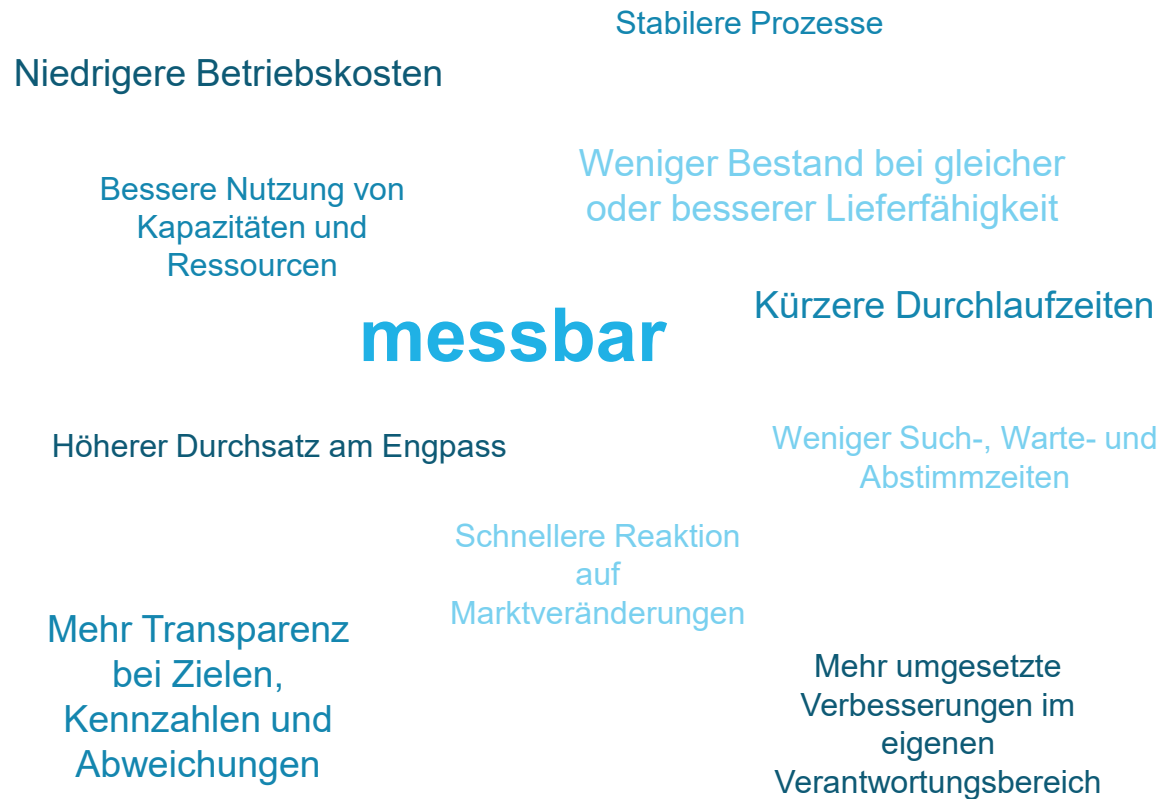 Stabilere Prozesse
Niedrigere Betriebskosten
Weniger Bestand bei gleicher
oder besserer Lieferfähigkeit
Bessere Nutzung von
Kapazitäten und
Ressourcen
Kürzere Durchlaufzeiten
messbar
Höherer Durchsatz am Engpass
Weniger Such-, Warte- und
Abstimmzeiten
Schnellere Reaktion
auf
Marktveränderungen
Mehr Transparenz
bei Zielen,
Kennzahlen und
Abweichungen
Mehr umgesetzte
Verbesserungen im
eigenen
Verantwortungsbereich